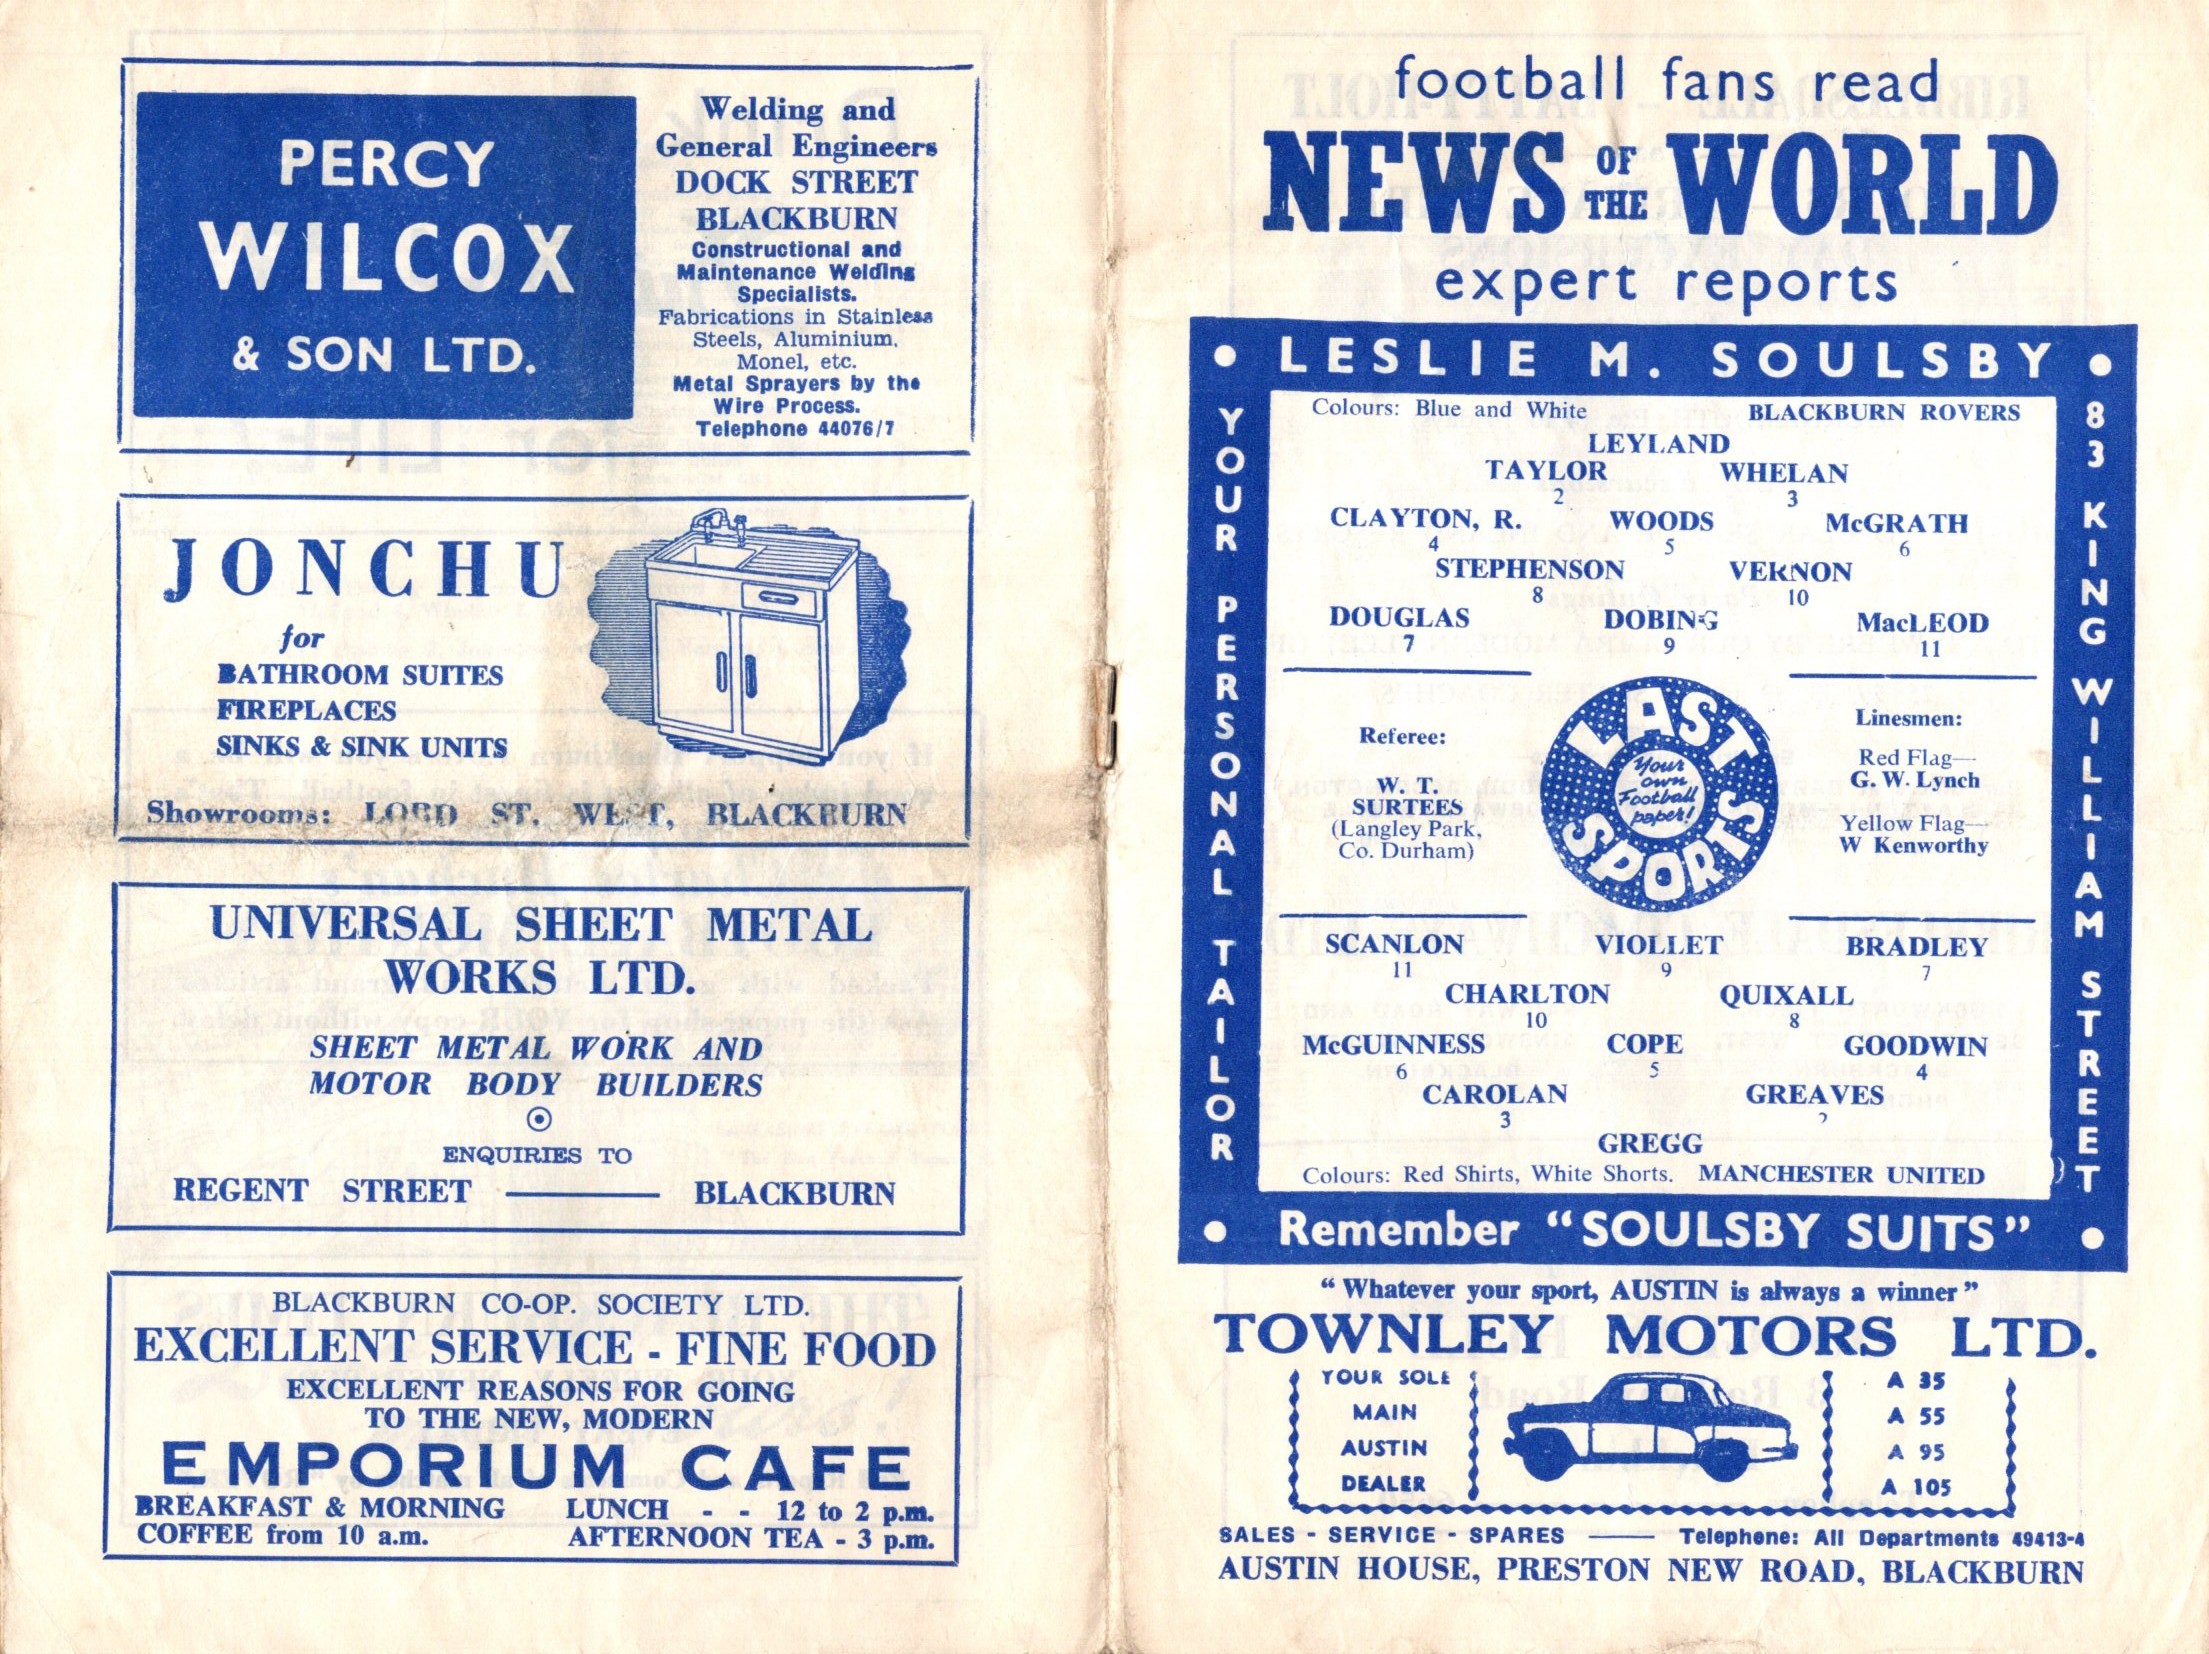 PERCY
WILCOX
& SON LTD.
Welding and
General Engineers
DOCK STREET
BLACKBURN
Constructional and
Maintenance Welding
Specialists.
Fabrications in Stainless
Steels, Aluminium,
Monel, etc.
Metal Sprayers by the
Wire Process.
Telephone 44076/7
JONCHU
for
BATHROOM SUITES
FIREPLACES
SINKS & SINK UNITS
Showrooms: LORD ST. WEST, BLACKBURN
UNIVERSAL SHEET METAL
WORKS LTD.
SHEET METAL WORK AND
MOTOR BODY BUILDERS
ENQUIRIES TO
REGENT STREET —— BLACKBURN
BLACKBURN CO-OP. SOCIETY LTD.
EXCELLENT SERVICE - FINE FOOD
EXCELLENT REASONS FOR GOING
TO THE NEW, MODERN
EMPORIUM CAFE
BREAKFAST & MORNING
COFFEE from 10 a.m.
LUNCH - - 12 to 2 p.m.
AFTERNOON TEA - 3 p.m.
football fans read
NEWS OF THE WORLD
expert reports
• LESLIE M. SOULSBY •
YOUR PERSONAL TAILOR
83 KING WILLIAM STREET
Colours: Blue and White BLACKBURN ROVERS
LEYLAND
TAYLOR WHELAN
2 3
CLAYTON, R. WOODS McGRATH
4 5 6
STEPHENSON VERNON
8 10
DOUGLAS DOBING MacLEOD
7 9 11
Referee:
W. T.
SURTEES
(Langley Park,
Co. Durham)
LAST
Your
own
Football
paper!
SPORTS
Linesmen:
Red Flag—
G. W. Lynch
Yellow Flag—
W Kenworthy
SCANLON VIOLLET BRADLEY
11 9 7
CHARLTON QUIXALL
10 8
McGUINNESS COPE GOODWIN
6 5 4
CAROLAN GREAVES
3 2
GREGG
Colours: Red Shirts, White Shorts. MANCHESTER UNITED
• Remember "SOULSBY SUITS" •
"Whatever your sport, AUSTIN is always a winner"
TOWNLEY MOTORS LTD.
YOUR SOLE
MAIN
AUSTIN
DEALER
A 35
A 55
A 95
A 105
SALES - SERVICE - SPARES —— Telephone: All Departments 49413-4
AUSTIN HOUSE, PRESTON NEW ROAD, BLACKBURN